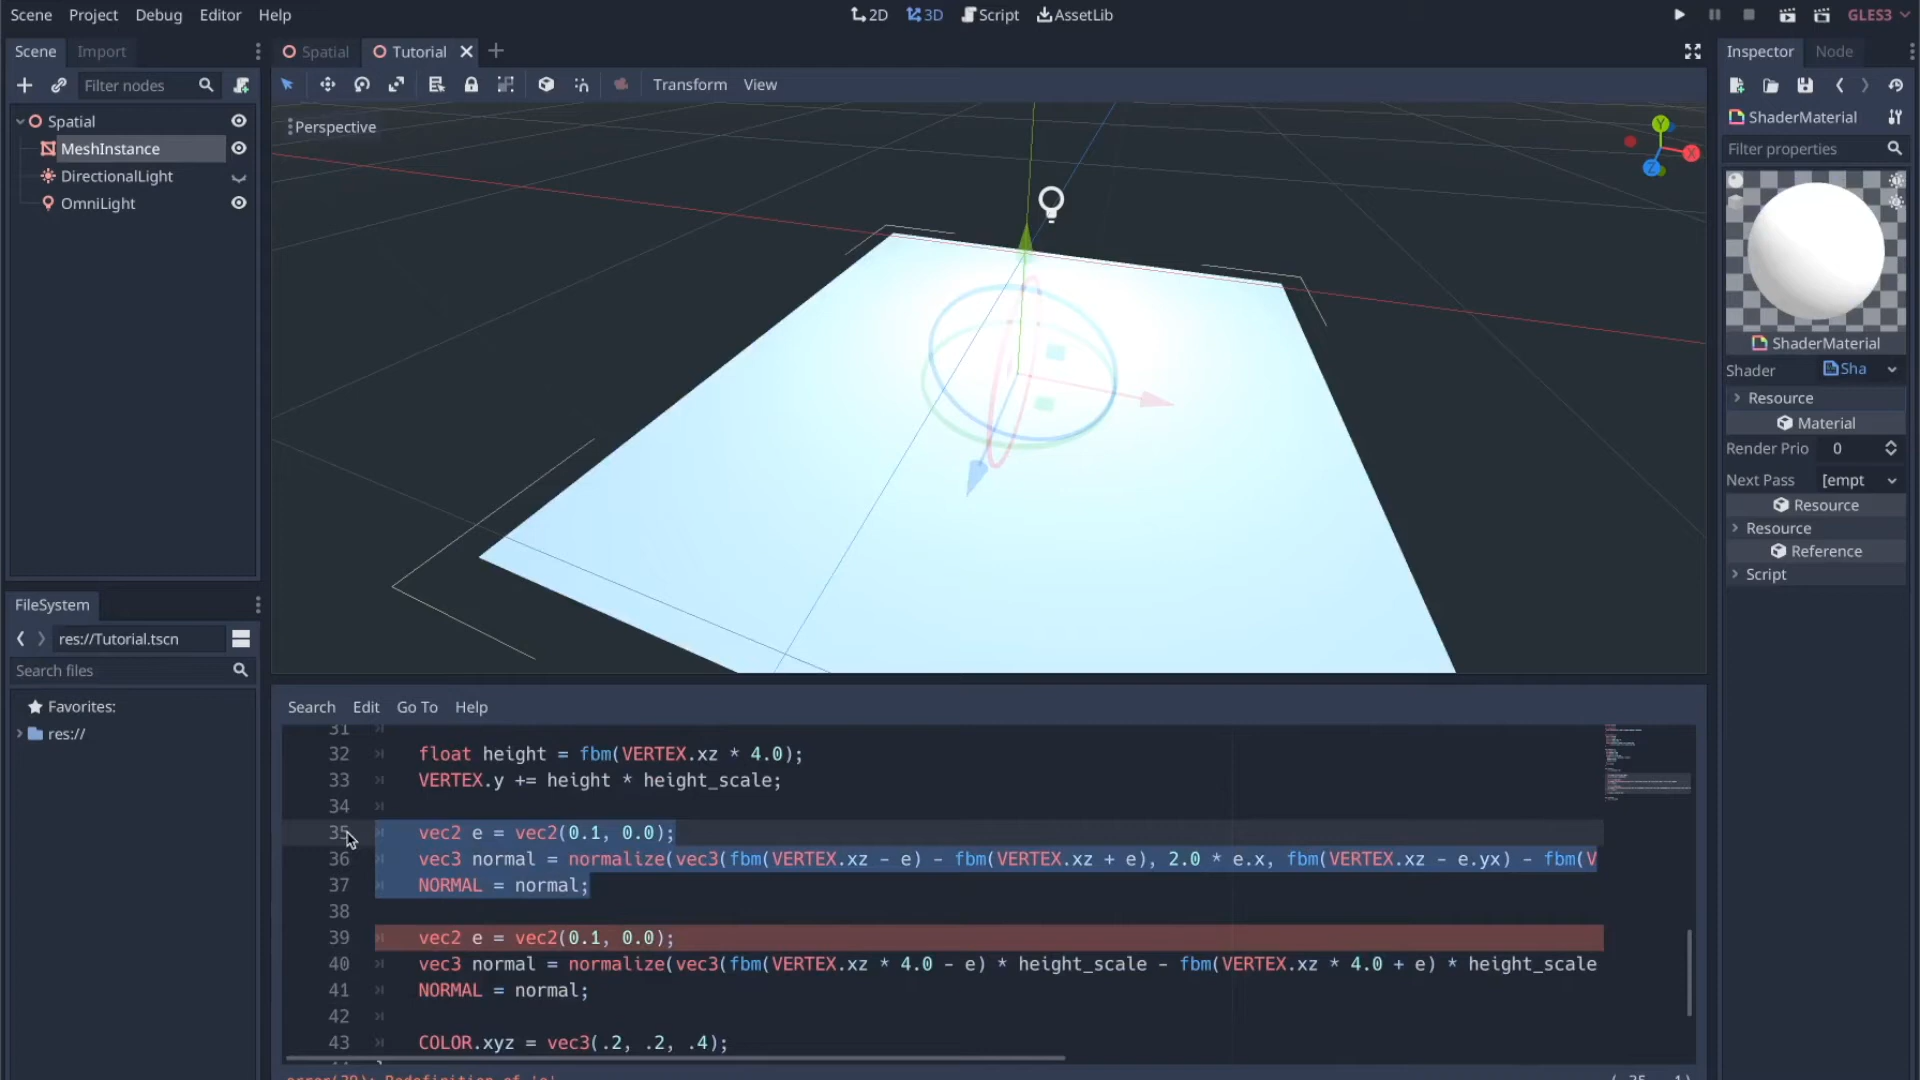 Scene Project Debug Editor Help
2D 3D Script AssetLib
GLES3
Scene Import
Spatial Tutorial
Inspector Node
Filter nodes
Transform View
Spatial
MeshInstance
DirectionalLight
OmniLight
Perspective
Y
X
Z
ShaderMaterial
Filter properties
ShaderMaterial
Shader Sha
Resource
Material
Render Prio 0
Next Pass [empt
Resource
Resource
Reference
Script
FileSystem
res://Tutorial.tscn
Search files
Favorites:
res://
Search Edit Go To Help
31
32 float height = fbm(VERTEX.xz * 4.0);
33 VERTEX.y += height * height_scale;
34
35 vec2 e = vec2(0.1, 0.0);
36 vec3 normal = normalize(vec3(fbm(VERTEX.xz - e) - fbm(VERTEX.xz + e), 2.0 * e.x, fbm(VERTEX.xz - e.yx) - fbm(V
37 NORMAL = normal;
38
39 vec2 e = vec2(0.1, 0.0);
40 vec3 normal = normalize(vec3(fbm(VERTEX.xz * 4.0 - e) * height_scale - fbm(VERTEX.xz * 4.0 + e) * height_scale
41 NORMAL = normal;
42
43 COLOR.xyz = vec3(.2, .2, .4);
error(39): Redefinition of 'e'
( 35, 1)